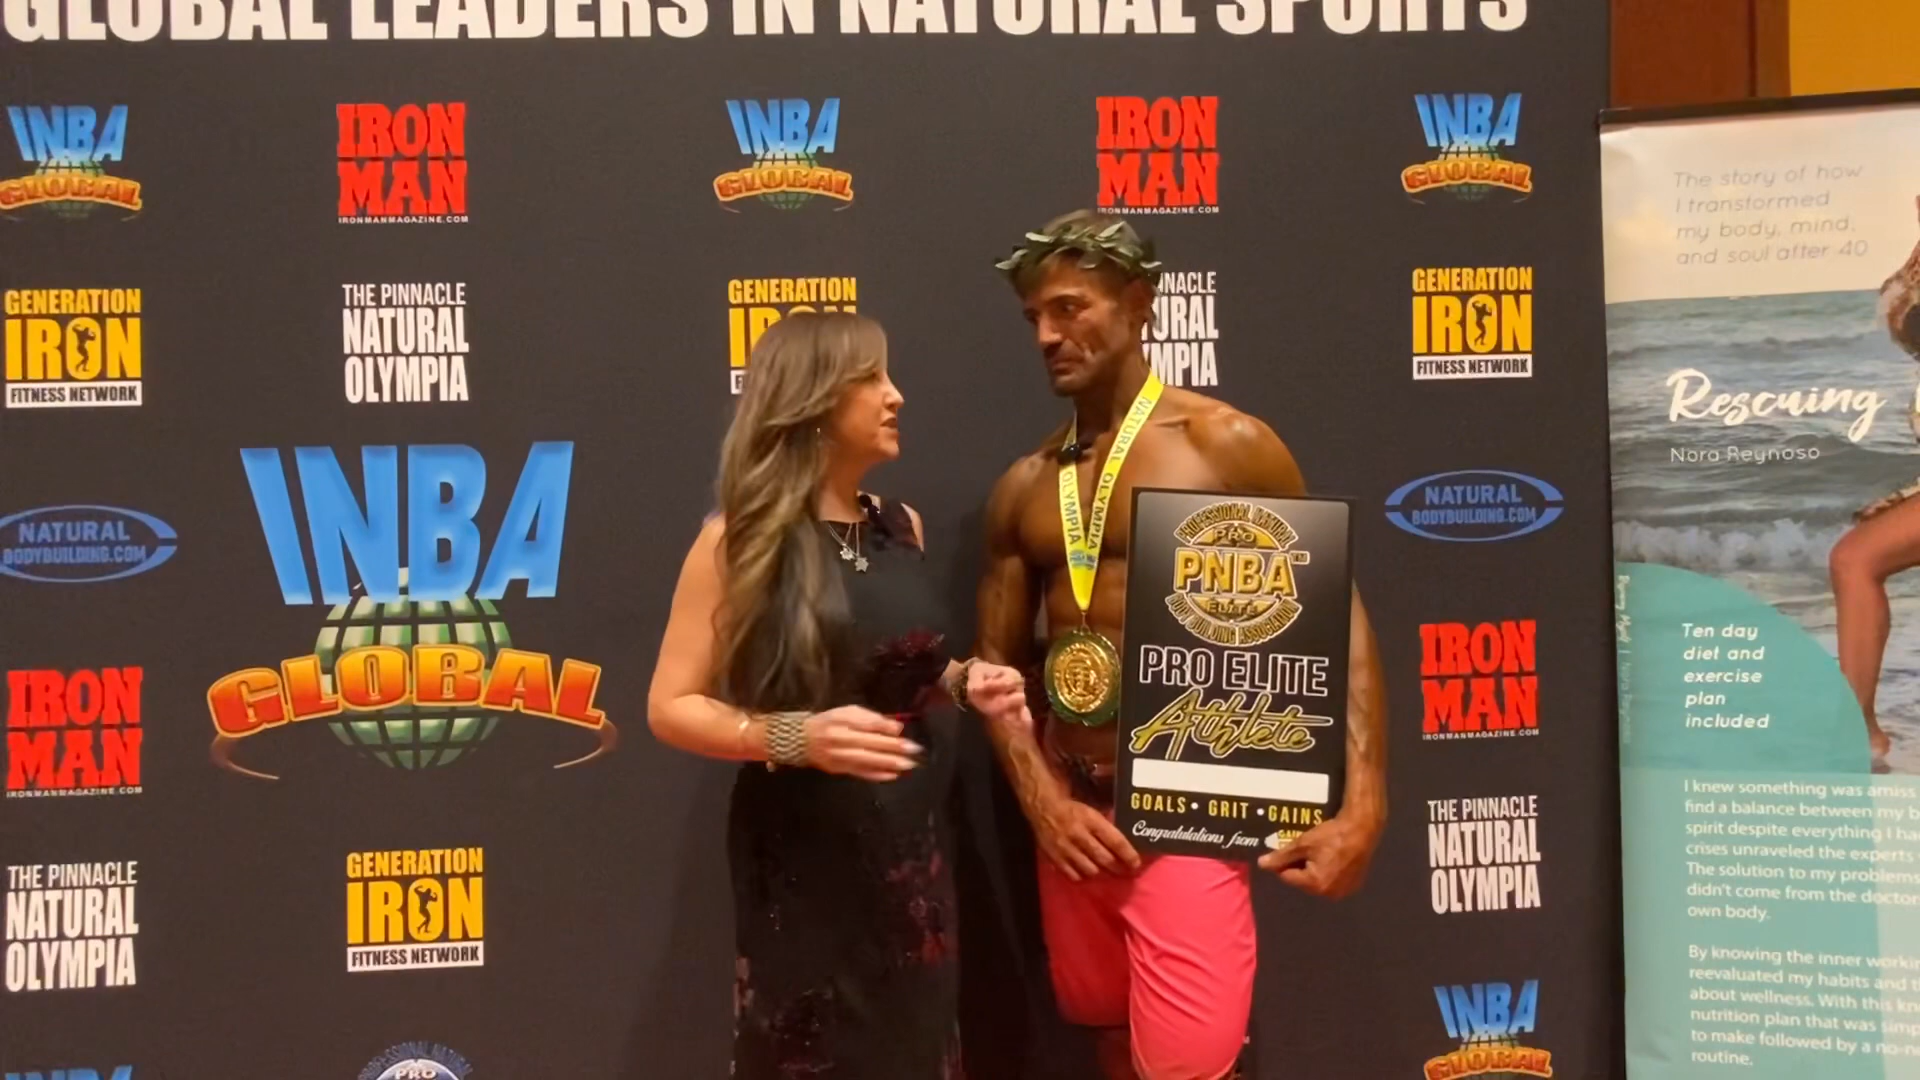 GLOBAL LEADERS IN NATURAL SPORTS
INBA
GLOBAL
IRON
MAN
IRONMANMAGAZINE.COM
INBA
GLOBAL
IRON
MAN
IRONMANMAGAZINE.COM
INBA
GLOBAL
GENERATION
IRON
FITNESS NETWORK
THE PINNACLE
NATURAL
OLYMPIA
GENERATION
GENERATION
IRON
FITNESS NETWORK
NATURAL
BODYBUILDING.COM
INBA
GLOBAL
NATURAL
BODYBUILDING.COM
IRON
MAN
IRONMANMAGAZINE.COM
IRON
MAN
IRONMANMAGAZINE.COM
THE PINNACLE
NATURAL
OLYMPIA
GENERATION
IRON
FITNESS NETWORK
THE PINNACLE
NATURAL
OLYMPIA
PROFESSIONAL NATURAL
PRO
INBA
GLOBAL
NATURAL OLYMPIA
OLYMPIA
PROFESSIONAL NATURAL
PRO
PNBA™
ELITE
BODY BUILDING ASSOCIATION
PRO ELITE
Athlete
GOALS • GRIT • GAINS
Congratulations from
The story of how
I transformed
my body, mind,
and soul after 40
Rescuing
Nora Reynoso
Ten day
diet and
exercise
plan
included
I knew something was amiss
find a balance between my
spirit despite everything I
crises unraveled the experts
The solution to my problems
didn't come from the
own body.
By knowing the inner
reevaluated my habits and
about wellness. With this
nutrition plan that was
to make followed by a
routine.